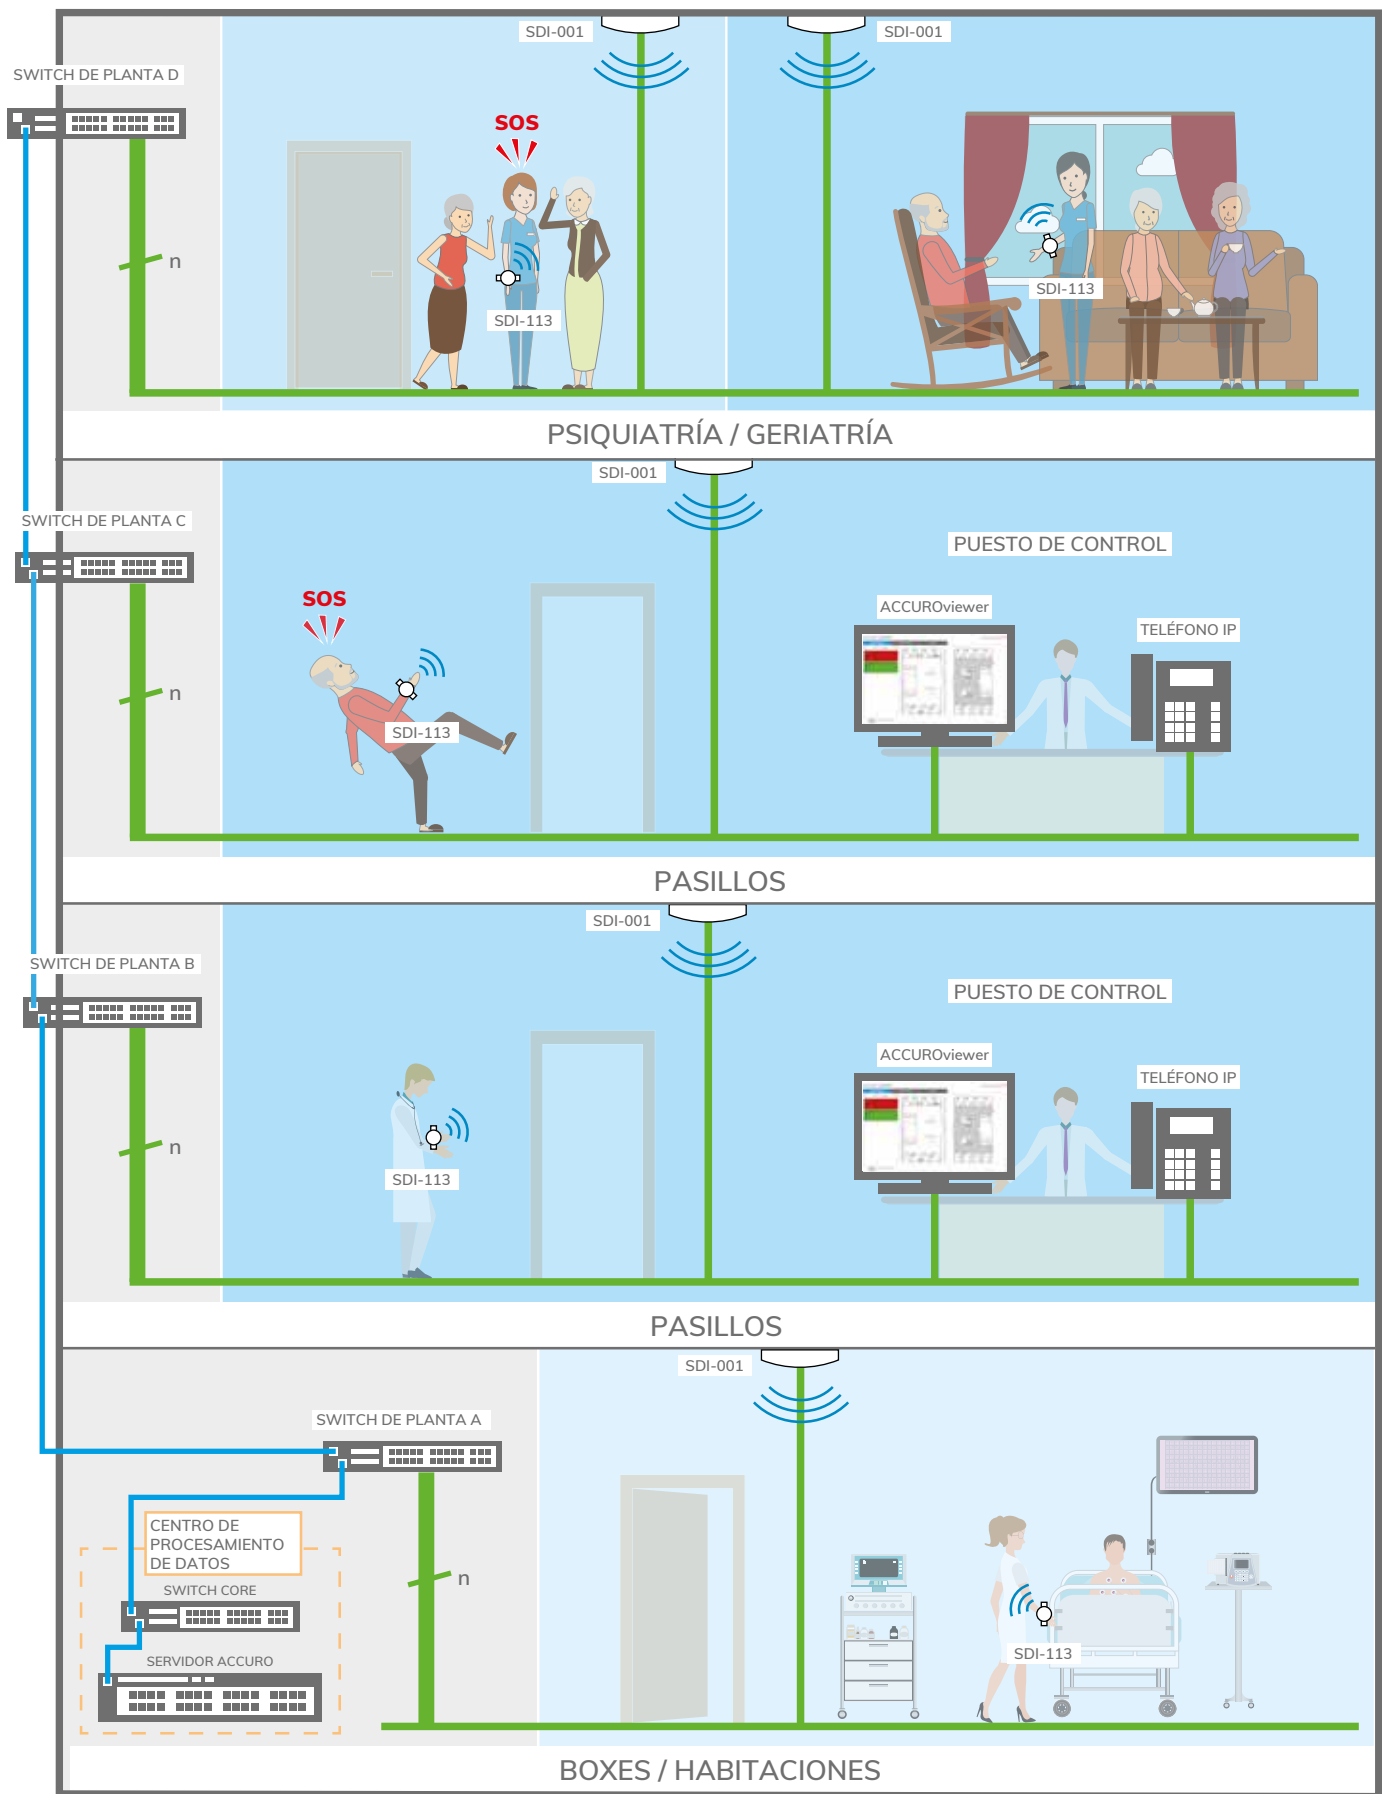 SDI-001
SDI-001
SWITCH DE PLANTA D
SOS
n
SDI-113
SDI-113
PSIQUIATRÍA / GERIATRÍA
SDI-001
SWITCH DE PLANTA C
PUESTO DE CONTROL
ACCUROviewer
SOS
TELÉFONO IP
n
SDI-113
PASILLOS
SDI-001
SWITCH DE PLANTA B
PUESTO DE CONTROL
ACCUROviewer
TELÉFONO IP
n
SDI-113
PASILLOS
SDI-001
SWITCH DE PLANTA A
CENTRO DE
PROCESAMIENTO
DE DATOS
n
SWITCH CORE
SDI-113
SERVIDOR ACCURO
BOXES / HABITACIONES